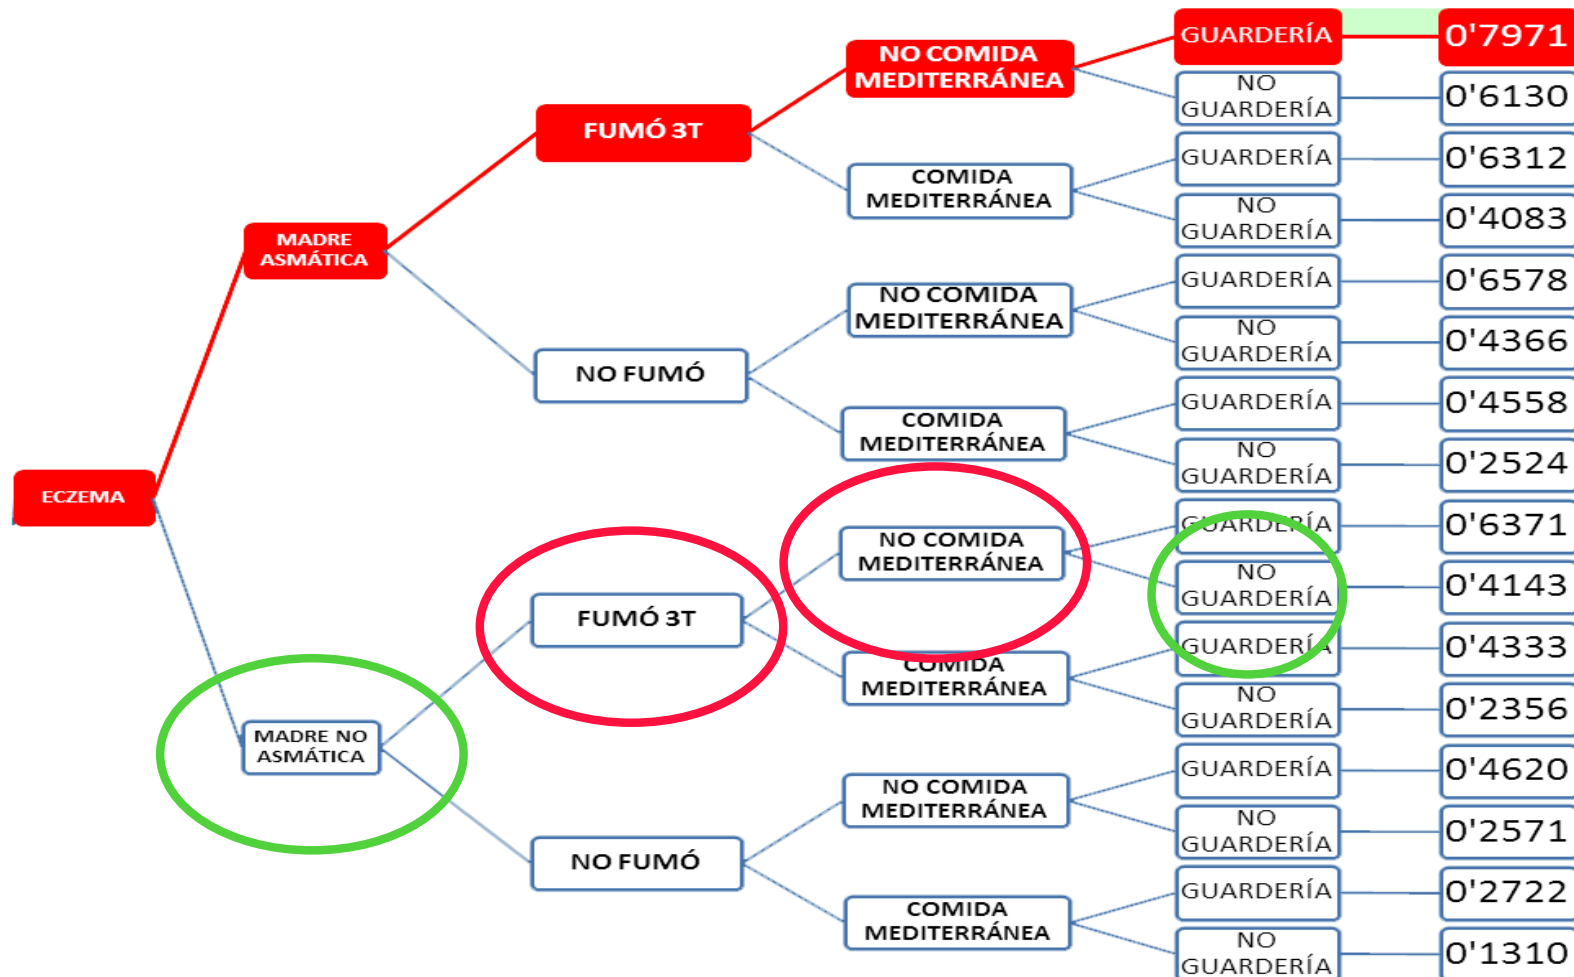 GUARDERÍA
0'7971
NO COMIDA
MEDITERRÁNEA
NO
GUARDERÍA
0'6130
FUMÓ 3T
GUARDERÍA
0'6312
COMIDA
MEDITERRÁNEA
NO
GUARDERÍA
0'4083
MADRE
ASMÁTICA
GUARDERÍA
0'6578
NO COMIDA
MEDITERRÁNEA
NO
GUARDERÍA
0'4366
NO FUMÓ
GUARDERÍA
0'4558
COMIDA
MEDITERRÁNEA
NO
GUARDERÍA
0'2524
ECZEMA
GUARDERÍA
0'6371
NO COMIDA
MEDITERRÁNEA
NO
GUARDERÍA
0'4143
FUMÓ 3T
GUARDERÍA
0'4333
COMIDA
MEDITERRÁNEA
NO
GUARDERÍA
0'2356
MADRE NO
ASMÁTICA
GUARDERÍA
0'4620
NO COMIDA
MEDITERRÁNEA
NO
GUARDERÍA
0'2571
NO FUMÓ
GUARDERÍA
0'2722
COMIDA
MEDITERRÁNEA
NO
GUARDERÍA
0'1310